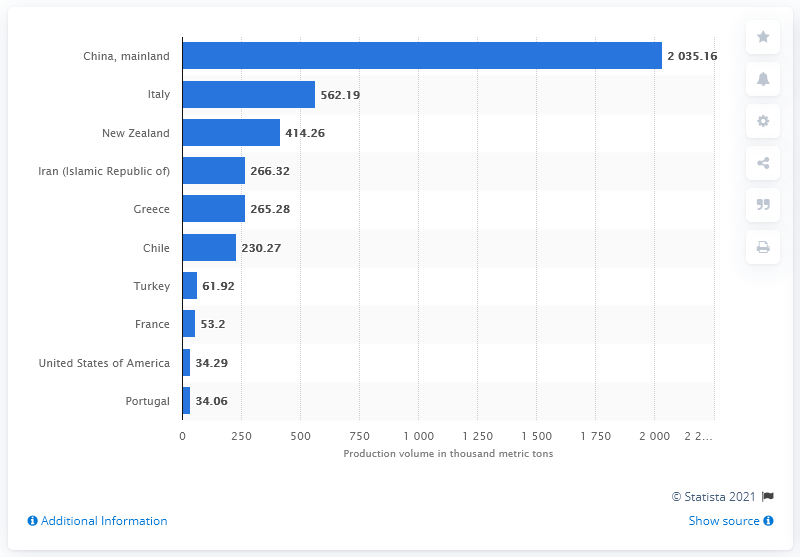 China, mainland 2 035.16
Italy 562.19
New Zealand 414.26
Iran (Islamic Republic of) 266.32
Greece 265.28
Chile 230.27
Turkey 61.92
France 53.2
United States of America 34.29
Portugal 34.06
0 250 500 750 1 000 1 250 1 500 1 750 2 000 2 2...
Production volume in thousand metric tons
© Statista 2021
Additional Information Show source